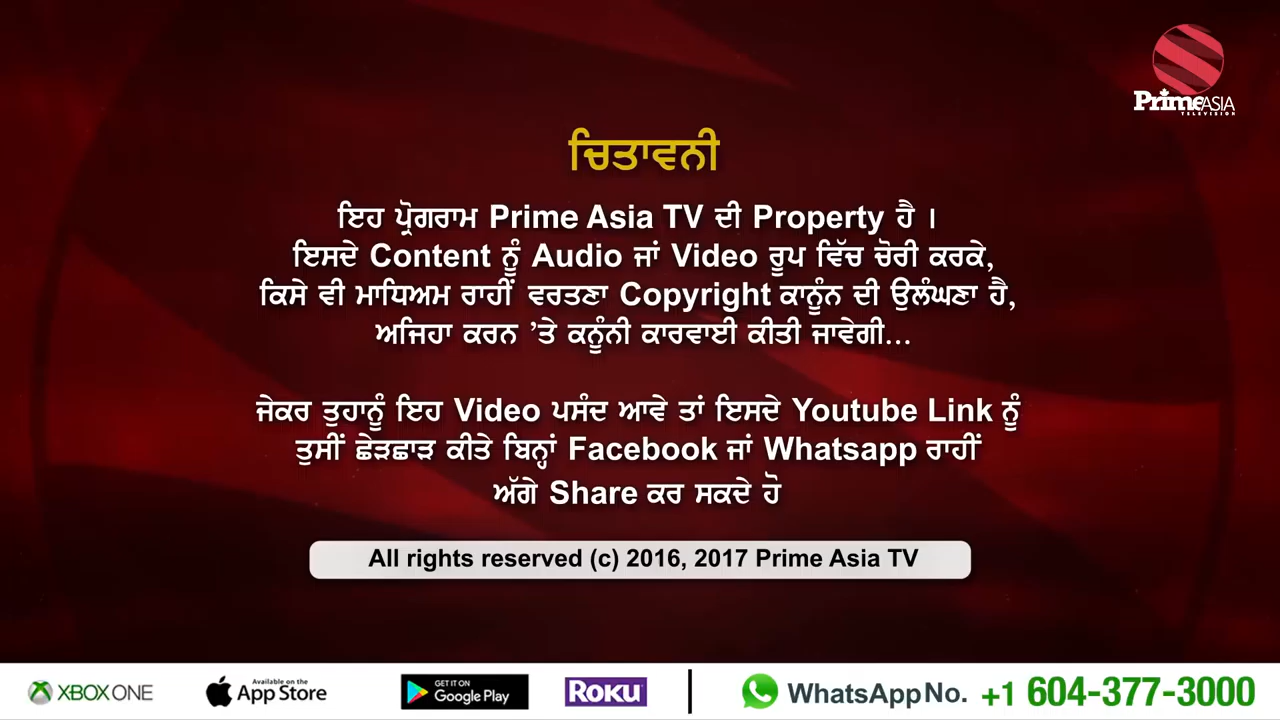 PrimeASIA
TELEVISION
ਚਿਤਾਵਨੀ
ਇਹ ਪ੍ਰੋਗਰਾਮ Prime Asia TV ਦੀ Property ਹੈ ।
ਇਸਦੇ Content ਨੂੰ Audio ਜਾਂ Video ਰੂਪ ਵਿੱਚ ਚੋਰੀ ਕਰਕੇ,
ਕਿਸੇ ਵੀ ਮਾਧਿਅਮ ਰਾਹੀਂ ਵਰਤਣਾ Copyright ਕਾਨੂੰਨ ਦੀ ਉਲੰਘਣਾ ਹੈ,
ਅਜਿਹਾ ਕਰਨ ’ਤੇ ਕਨੂੰਨੀ ਕਾਰਵਾਈ ਕੀਤੀ ਜਾਵੇਗੀ...
ਜੇਕਰ ਤੁਹਾਨੂੰ ਇਹ Video ਪਸੰਦ ਆਵੇ ਤਾਂ ਇਸਦੇ Youtube Link ਨੂੰ
ਤੁਸੀਂ ਛੇੜਛਾੜ ਕੀਤੇ ਬਿਨ੍ਹਾਂ Facebook ਜਾਂ Whatsapp ਰਾਹੀਂ
ਅੱਗੇ Share ਕਰ ਸਕਦੇ ਹੋ
All rights reserved (c) 2016, 2017 Prime Asia TV
XBOX ONE
Available on the
App Store
GET IT ON
Google Play
ROKU
WhatsApp No. +1 604-377-3000